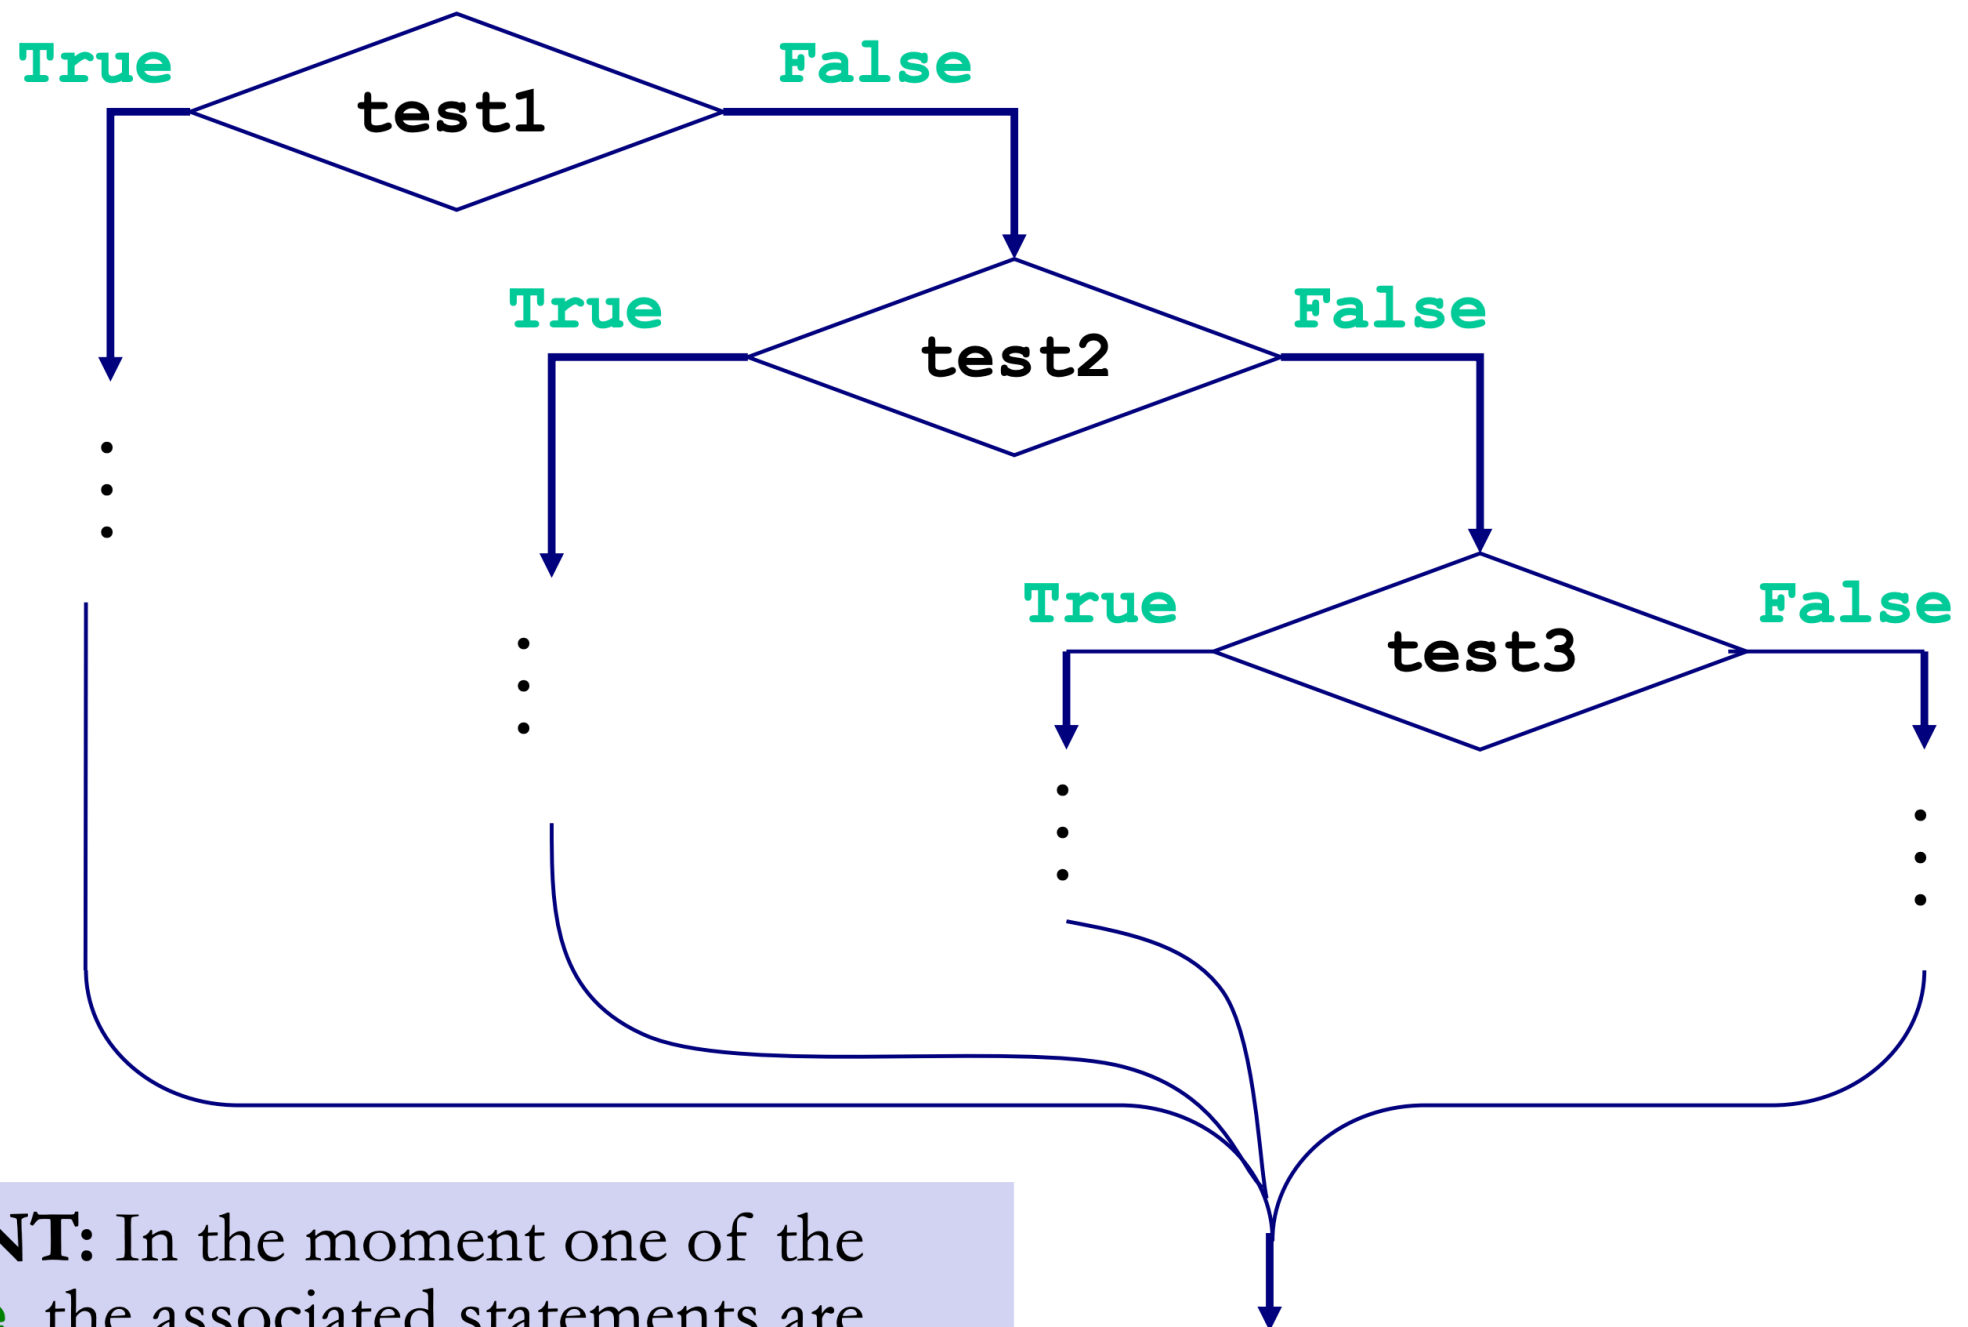 True False
test1
True False
test2
True False
test3
NT: In the moment one of the
the associated statements are